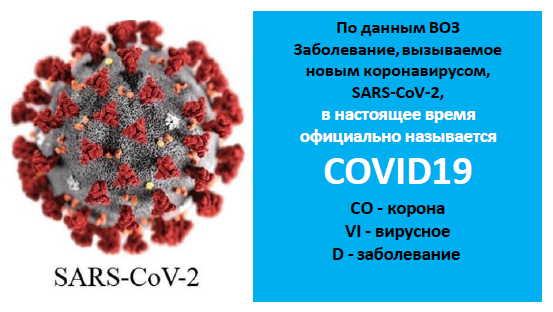 SARS-CoV-2
По данным ВОЗ
Заболевание, вызываемое
новым коронавирусом,
SARS-CoV-2,
в настоящее время
официально называется
COVID19
CO - корона
VI - вирусное
D - заболевание